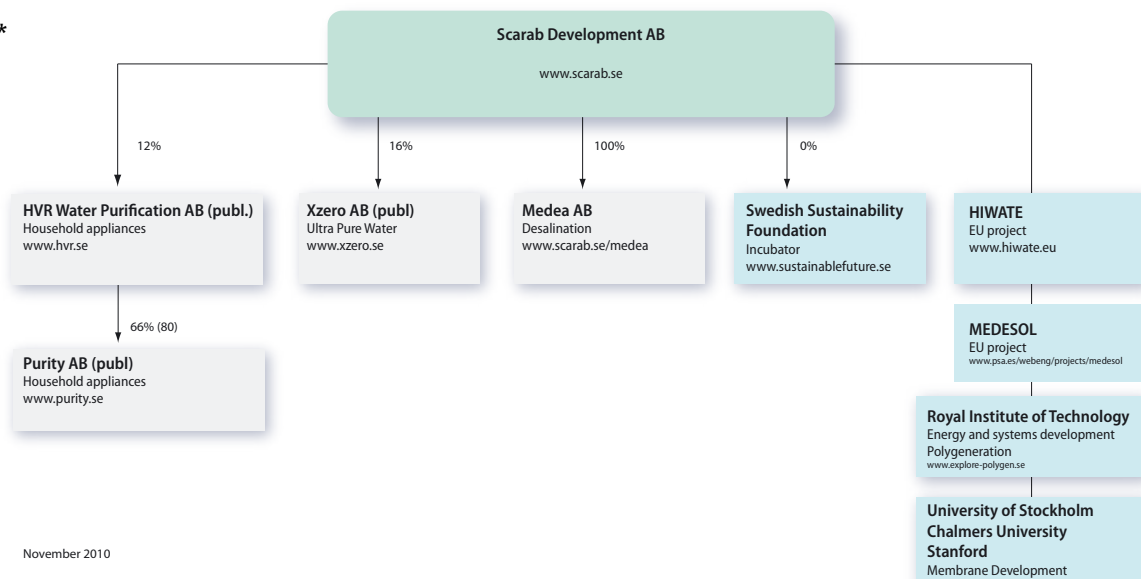 *
Scarab Development AB
www.scarab.se
12%
16%
100%
0%
HVR Water Purification AB (publ.)
Household appliances
www.hvr.se
Xzero AB (publ)
Ultra Pure Water
www.xzero.se
Medea AB
Desalination
www.scarab.se/medea
Swedish Sustainability
Foundation
Incubator
www.sustainablefuture.se
HIWATE
EU project
www.hiwate.eu
66% (80)
Purity AB (publ)
Household appliances
www.purity.se
MEDESOL
EU project
www.psa.es/webeng/projects/medesol
Royal Institute of Technology
Energy and systems development
Polygeneration
www.explore-polygen.se
University of Stockholm
Chalmers University
Stanford
Membrane Development
November 2010